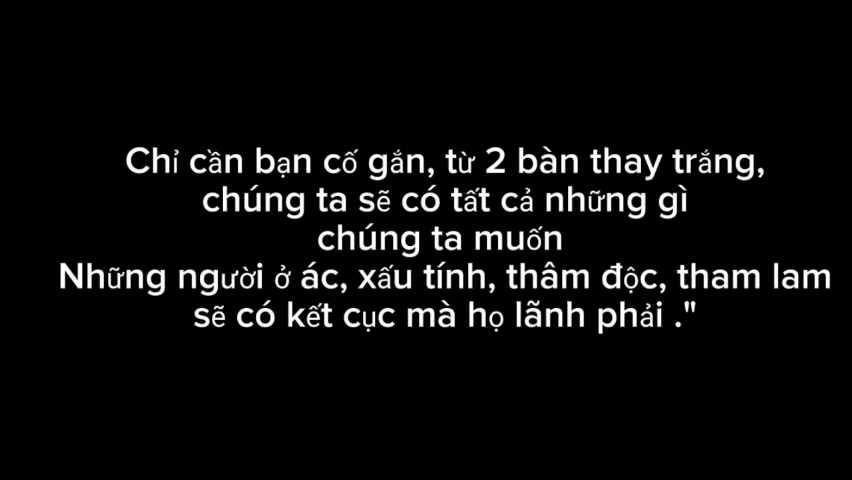 Chỉ cần bạn cố gắn, từ 2 bàn thay trắng,
chúng ta sẽ có tất cả những gì
chúng ta muốn
Những người ở ác, xấu tính, thâm độc, tham lam
sẽ có kết cục mà họ lãnh phải ."